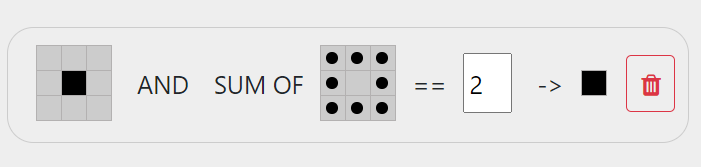 AND SUM OF == 2 ->